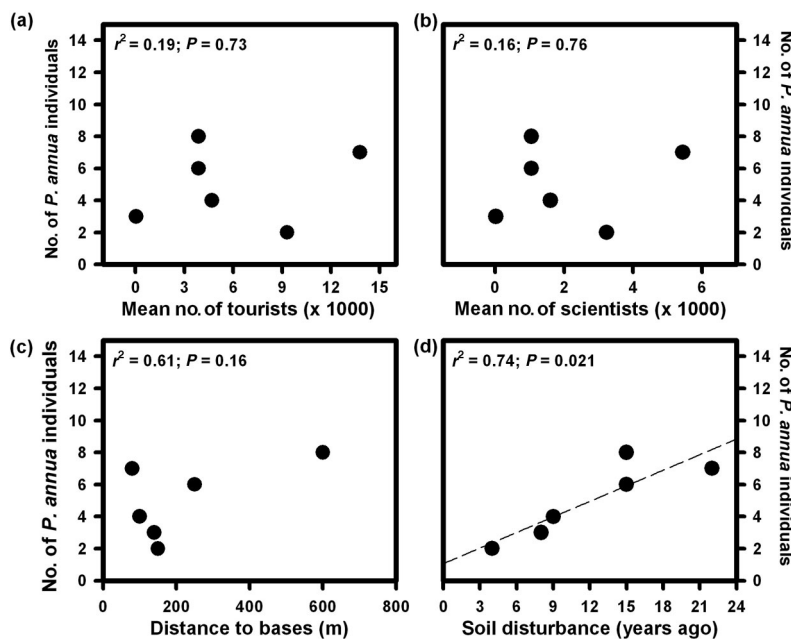 (a)
r² = 0.19; P = 0.73
No. of P. annua individuals
14
12
10
8
6
4
2
0
0 3 6 9 12 15
Mean no. of tourists (x 1000)
(b)
r² = 0.16; P = 0.76
No. of P. annua individuals
14
12
10
8
6
4
2
0
0 2 4 6
Mean no. of scientists (x 1000)
(c)
r² = 0.61; P = 0.16
No. of P. annua individuals
14
12
10
8
6
4
2
0
0 200 400 600 800
Distance to bases (m)
(d)
r² = 0.74; P = 0.021
No. of P. annua individuals
14
12
10
8
6
4
2
0
0 3 6 9 12 15 18 21 24
Soil disturbance (years ago)